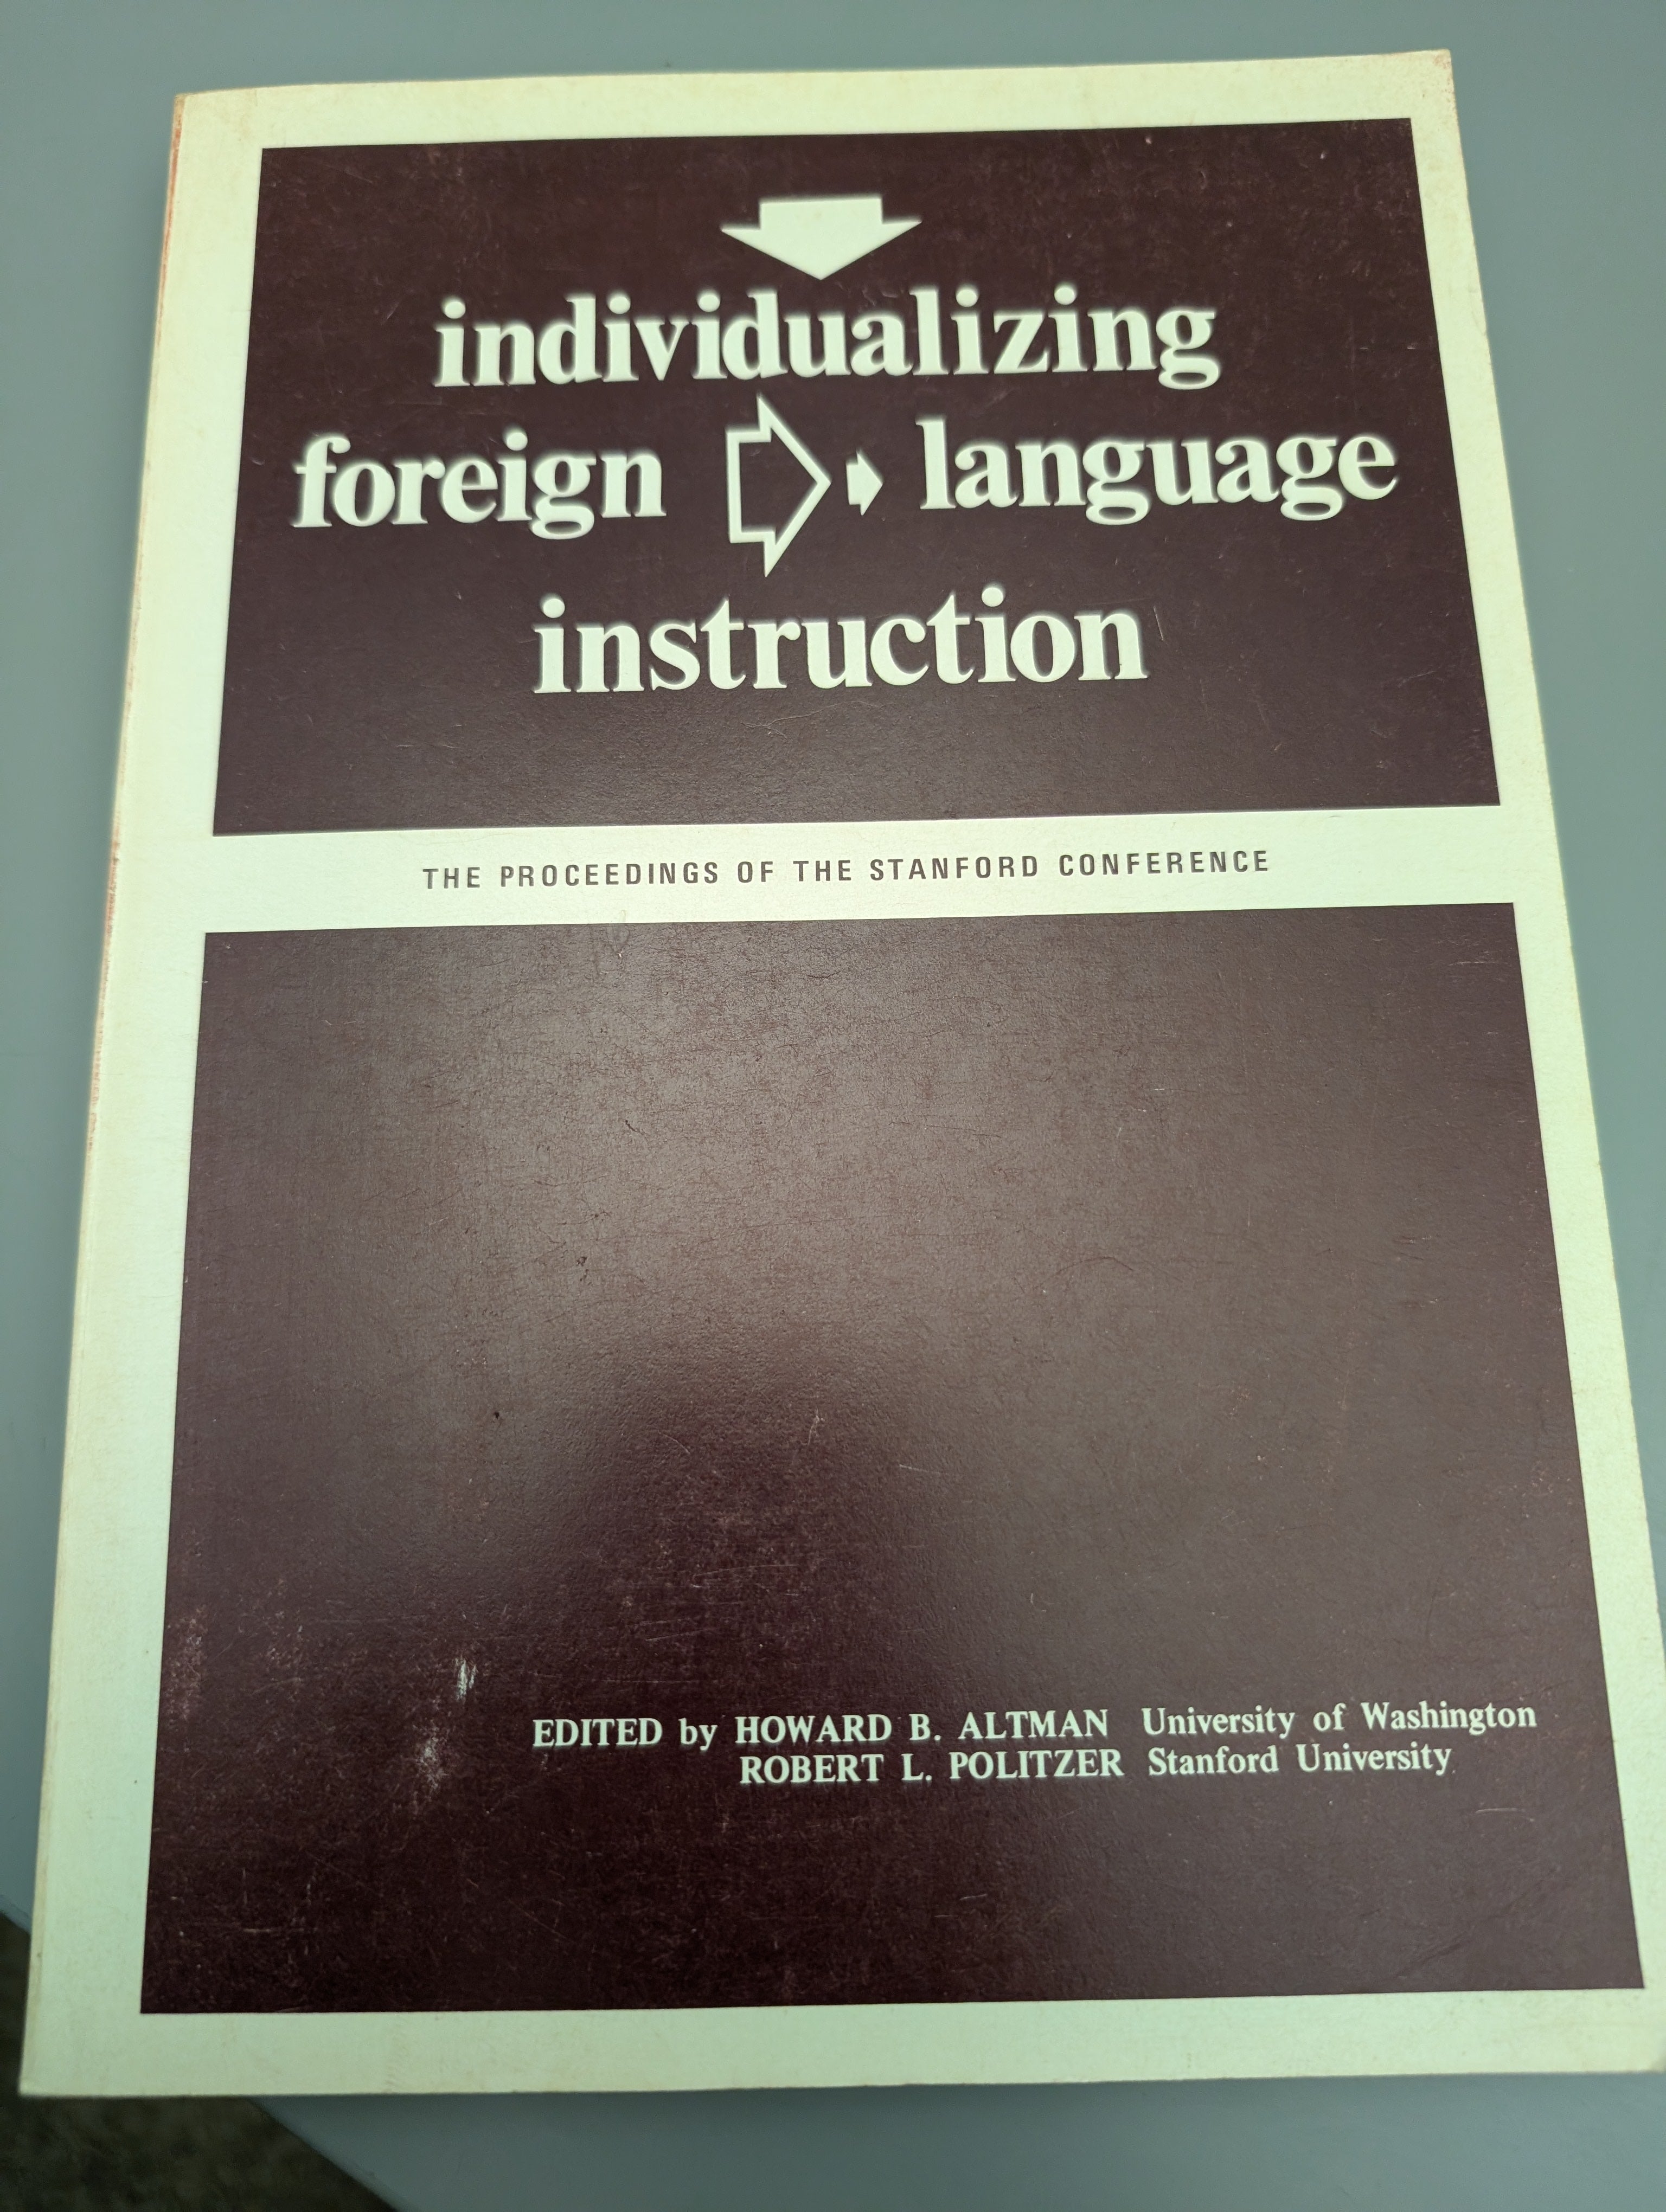 individualizing
foreign language
instruction
THE PROCEEDINGS OF THE STANFORD CONFERENCE
EDITED by HOWARD B. ALTMAN University of Washington
ROBERT L. POLITZER Stanford University